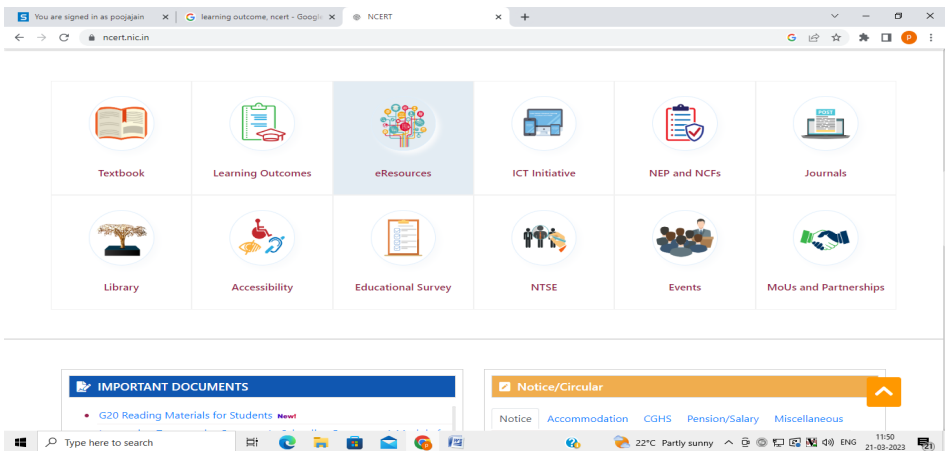 You are signed in as poojajain
learning outcome, ncert - Google
NCERT
ncert.nic.in
P
Textbook
Learning Outcomes
eResources
ICT Initiative
NEP and NCFs
POST
Journals
Library
Accessibility
Educational Survey
NTSE
Events
MoUs and Partnerships
IMPORTANT DOCUMENTS
G20 Reading Materials for Students New!
Notice/Circular
Notice Accommodation CGHS Pension/Salary Miscellaneous
Type here to search
22°C Partly sunny
ENG
11:50
21-03-2023
21